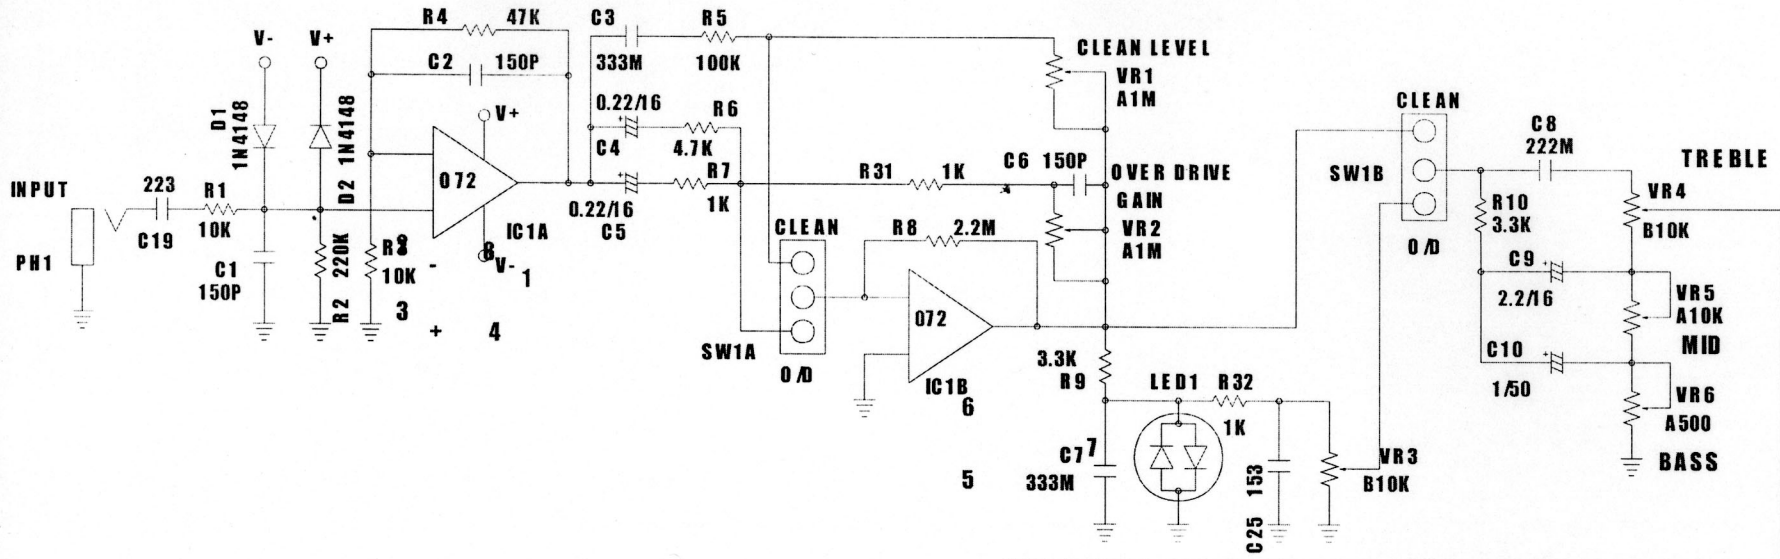 R4 47K
C3
R5
V-
V+
C2 150P
333M
100K
CLEAN LEVEL
VR1
A1M
D1
1N4148
D2 1N4148
V+
0.22/16
R6
C4
4.7K
CLEAN
C8
222M
TREBLE
INPUT
223
R1
072
R7
R31 1K
C6 150P
OVER DRIVE
GAIN
SW1B
VR4
B10K
C19
10K
0.22/16
C5
1K
IC1A
CLEAN
R8 2.2M
VR2
A1M
R10
3.3K
O/D
PH1
C1
150P
R2 220K
R3
10K
2
-
8
V-
1
C9
2.2/16
VR5
A10K
MID
3
+
4
072
SW1A
O/D
IC1B
6
3.3K
R9
LED1
R32
1K
C10
1/50
VR6
A500
BASS
7
C7
333M
5
C25 153
VR3
B10K